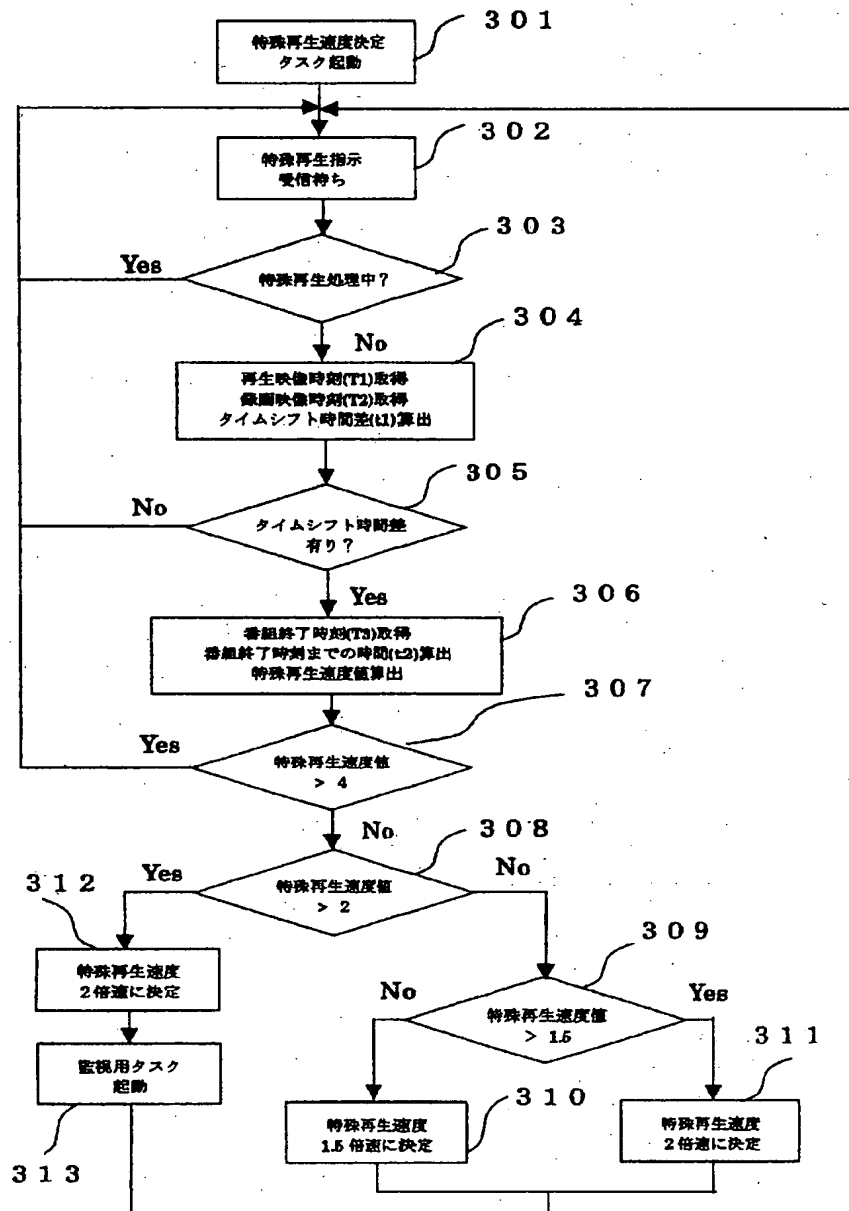 301
特殊再生速度決定
タスク起動
302
特殊再生指示
受信待ち
303
Yes
特殊再生処理中?
No
304
再生映像時刻(T1)取得
録画映像時刻(T2)取得
タイムシフト時間差(t1)算出
305
No
タイムシフト時間差
有り?
Yes
306
番組終了時刻(T3)取得
番組終了時刻までの時間(t2)算出
特殊再生速度値算出
307
Yes
特殊再生速度値
> 4
No
308
Yes
特殊再生速度値
> 2
No
312
特殊再生速度
2倍速に決定
309
No
特殊再生速度値
> 1.5
Yes
監視用タスク
起動
313
310
特殊再生速度
1.5倍速に決定
311
特殊再生速度
2倍速に決定